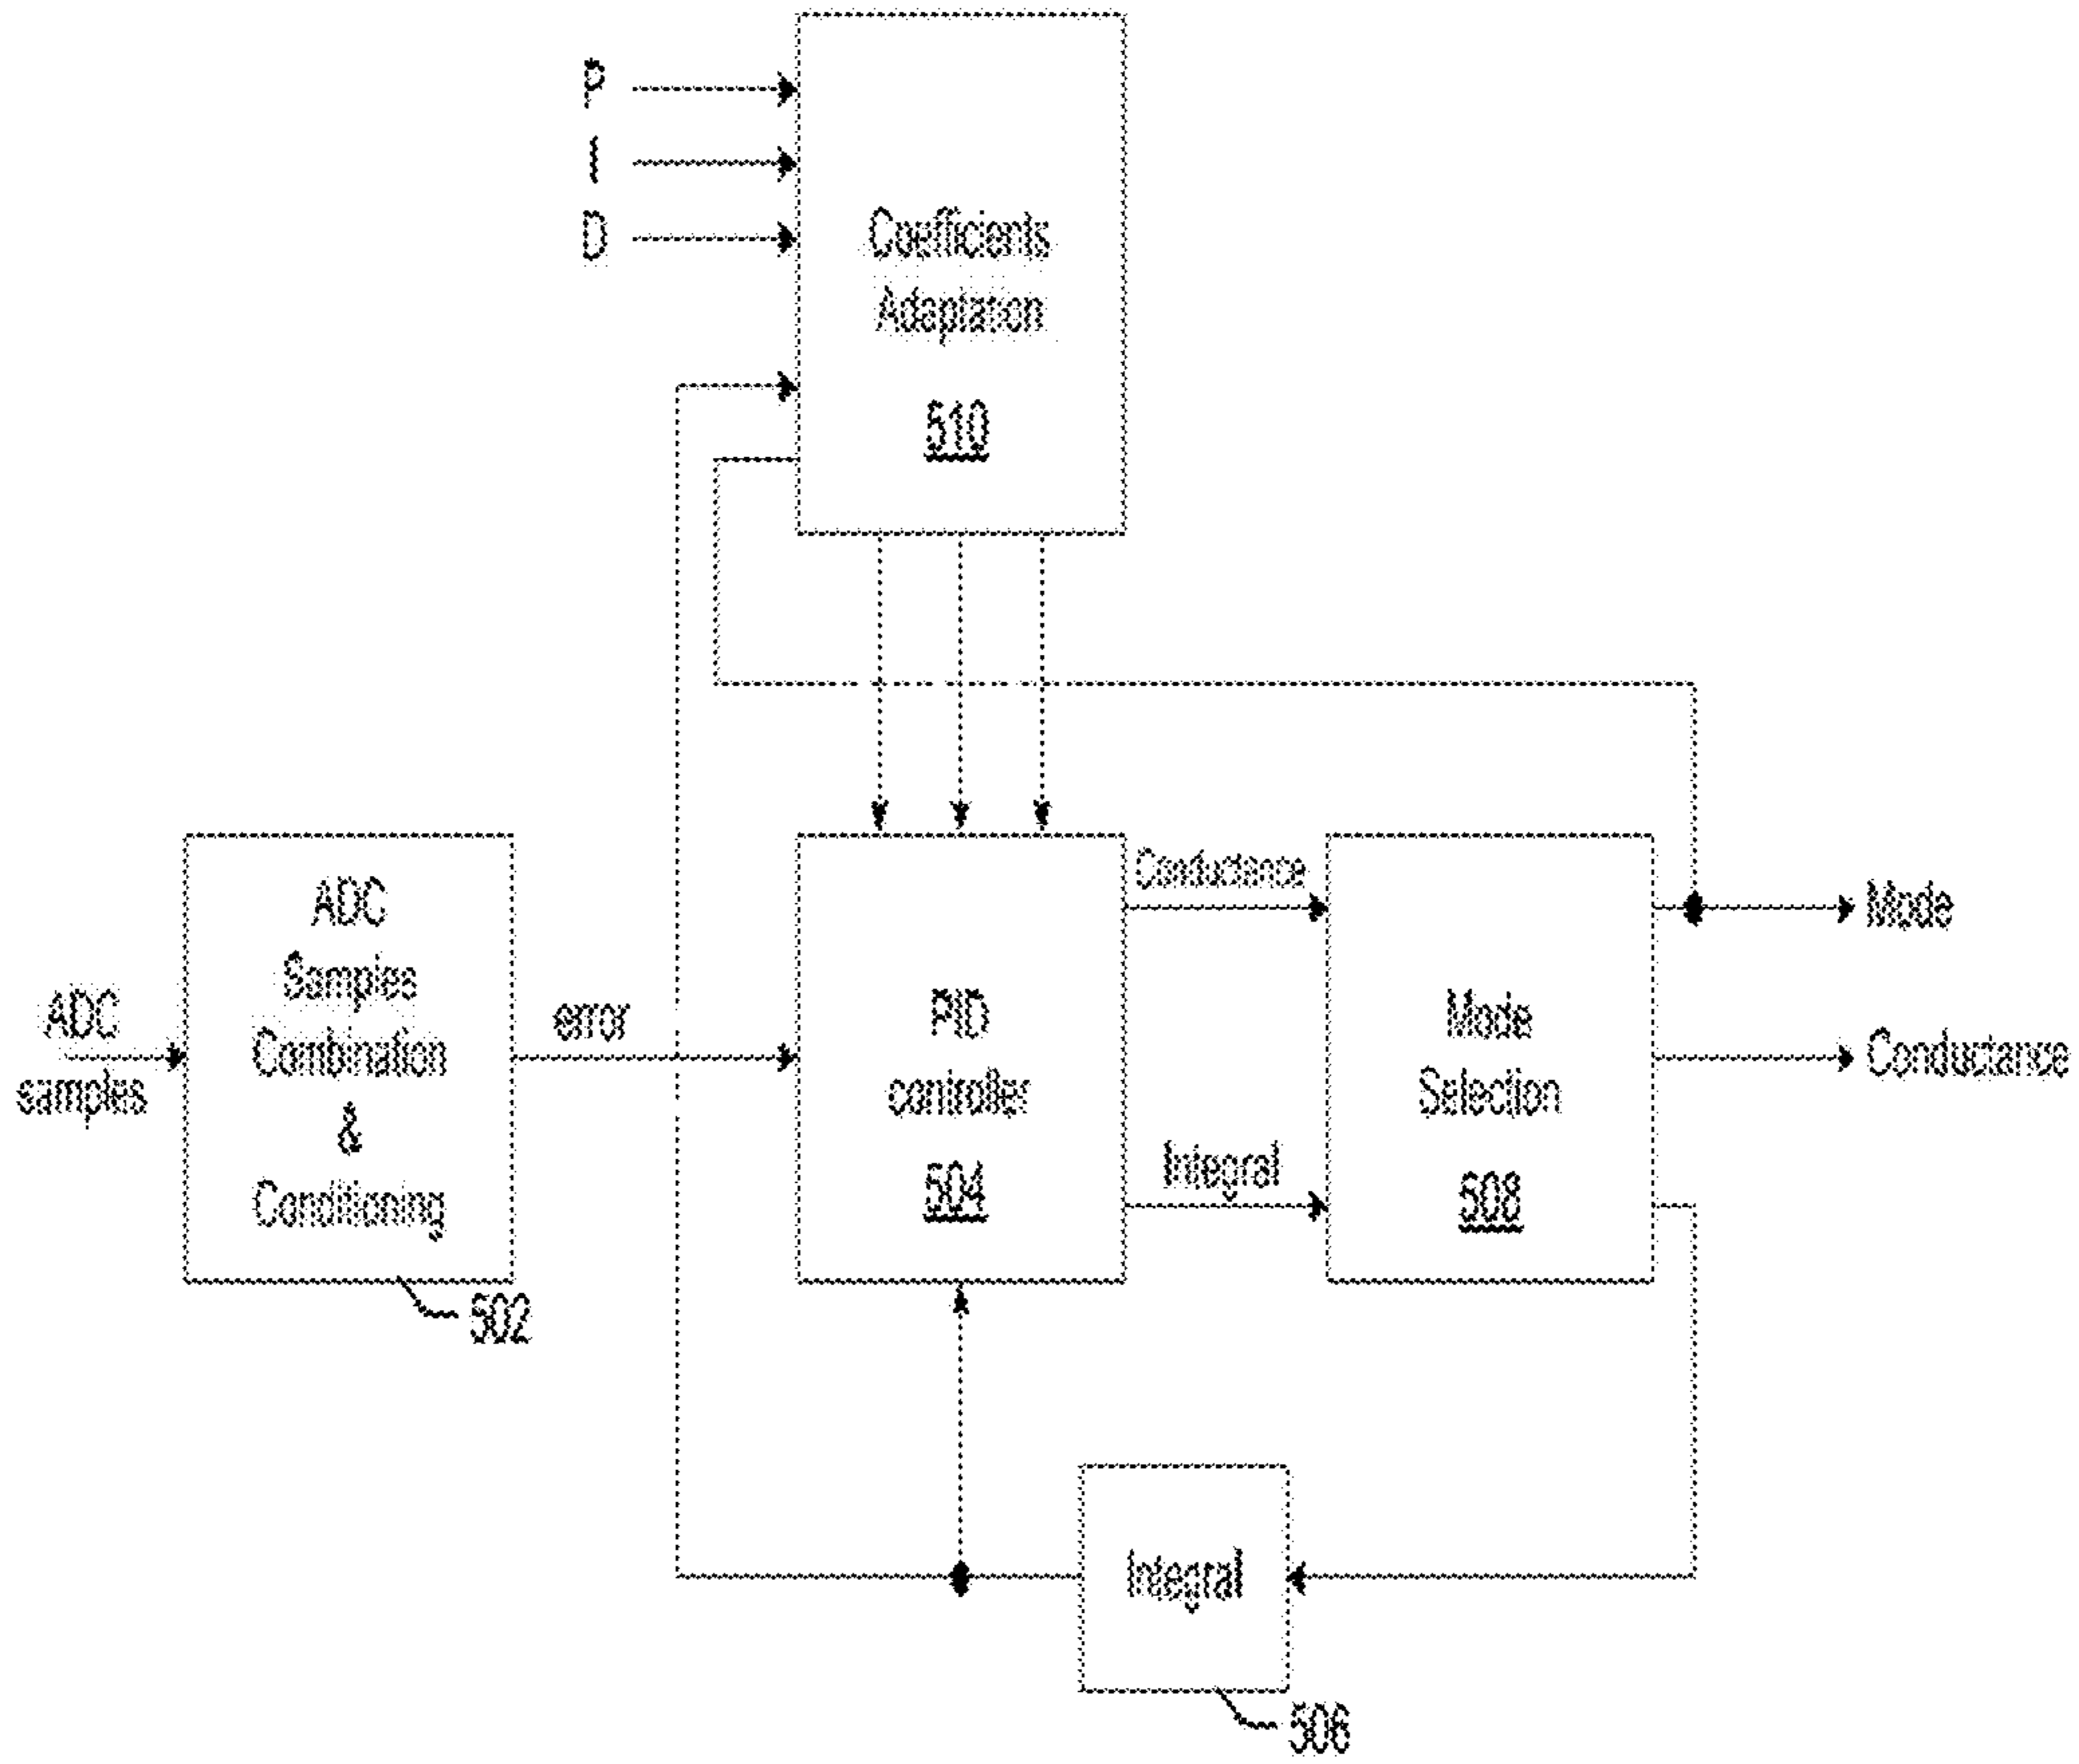 P
I
D
Coefficients
Adaptation
510
ADC
samples
ADC
Samples
Combination
&
Conditioning
502
error
PID
controller
504
Conductance
Integral
Mode
Selection
508
Mode
Conductance
Integral
506